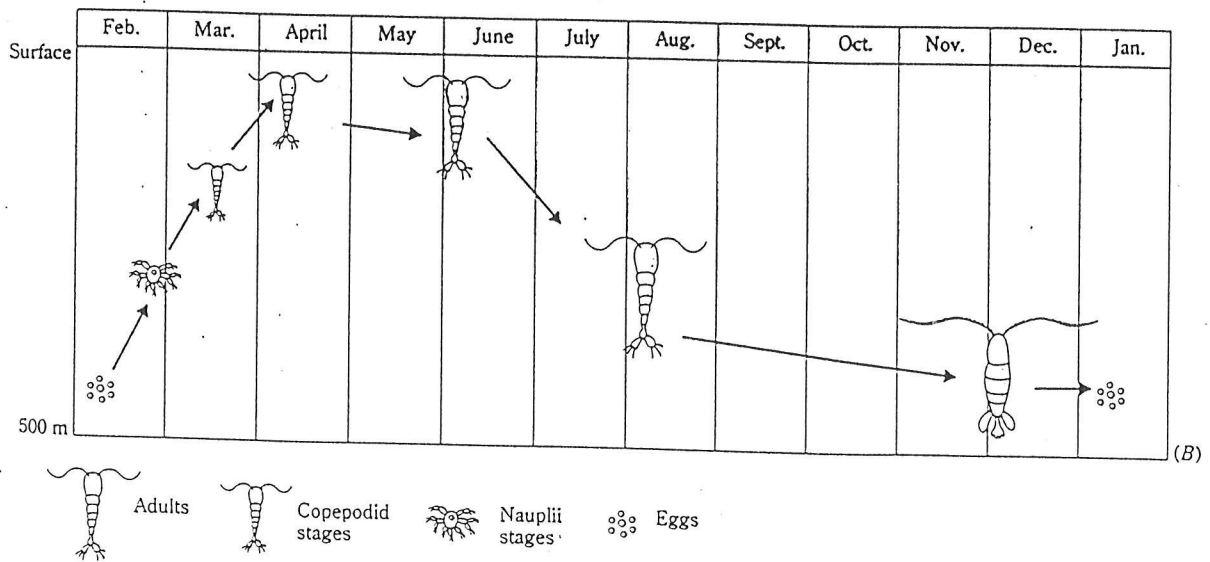 Feb. Mar. April May June July Aug. Sept. Oct. Nov. Dec. Jan.
Surface
500 m
(B)
Adults
Copepodid
stages
Nauplii
stages
Eggs